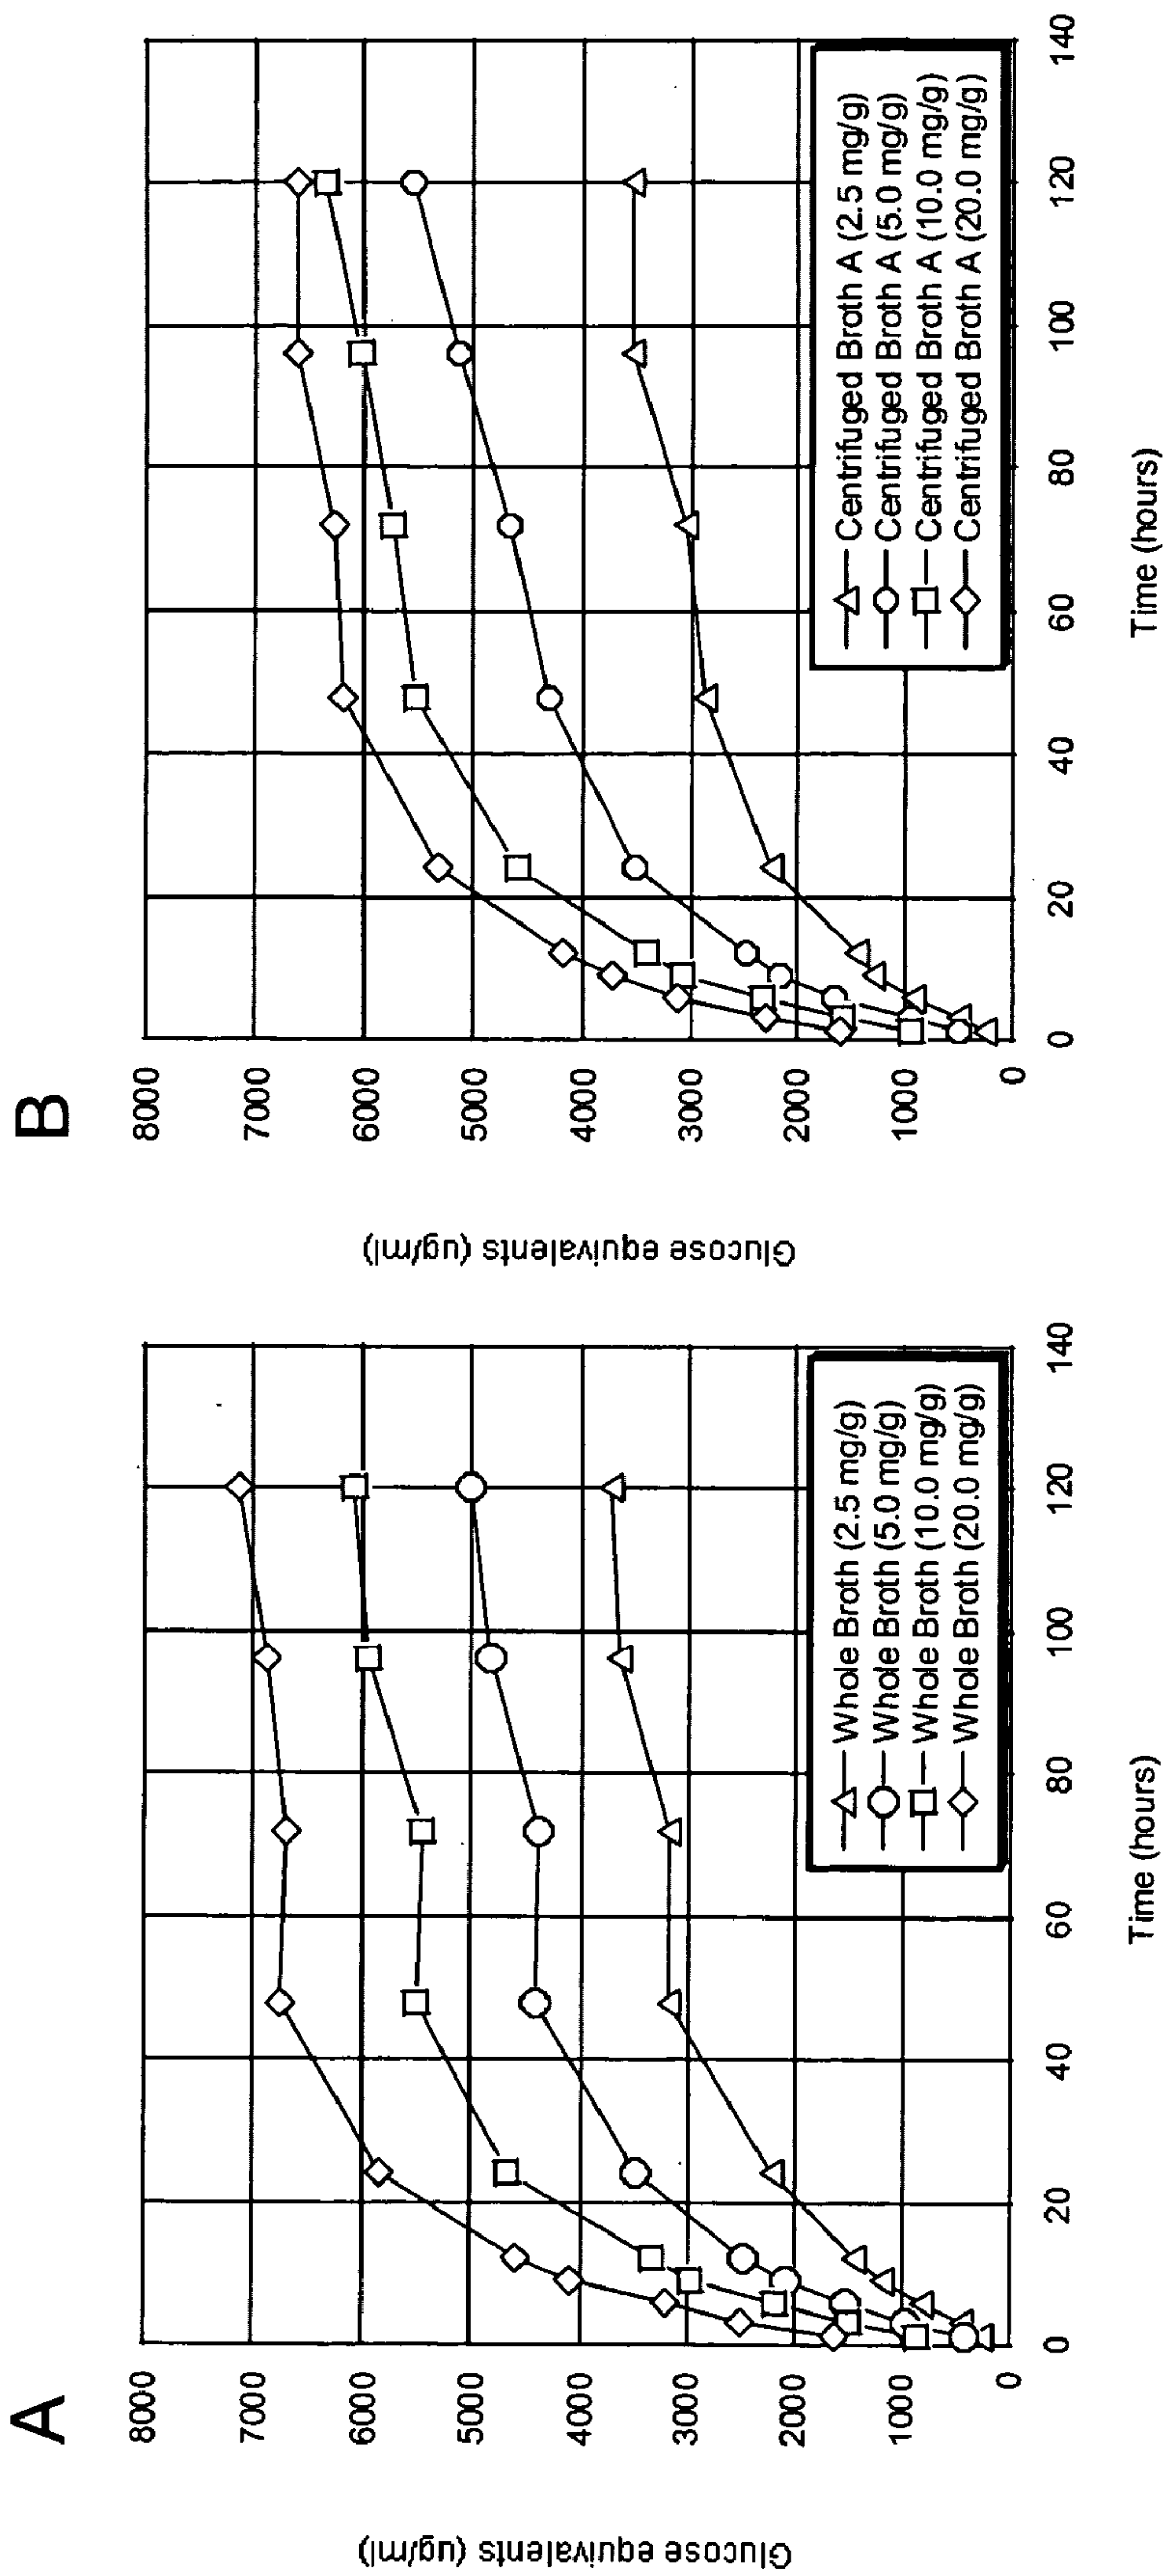 A
Glucose equivalents (ug/ml)
8000
7000
6000
5000
4000
3000
2000
1000
0
0 20 40 60 80 100 120 140
Time (hours)
Whole Broth (2.5 mg/g)
Whole Broth (5.0 mg/g)
Whole Broth (10.0 mg/g)
Whole Broth (20.0 mg/g)
B
Glucose equivalents (ug/ml)
8000
7000
6000
5000
4000
3000
2000
1000
0
0 20 40 60 80 100 120 140
Time (hours)
Centrifuged Broth A (2.5 mg/g)
Centrifuged Broth A (5.0 mg/g)
Centrifuged Broth A (10.0 mg/g)
Centrifuged Broth A (20.0 mg/g)